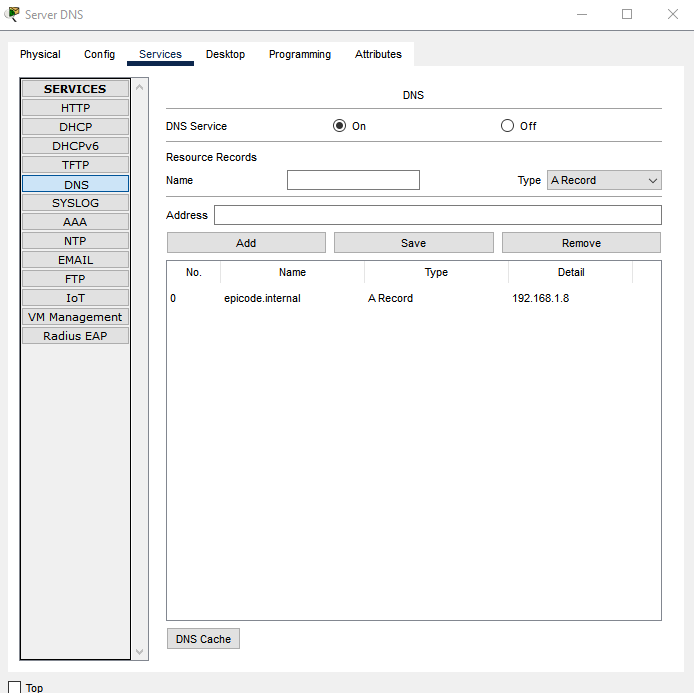 Server DNS
Physical Config Services Desktop Programming Attributes
SERVICES
HTTP
DHCP
DHCPv6
TFTP
DNS
SYSLOG
AAA
NTP
EMAIL
FTP
IoT
VM Management
Radius EAP
DNS
DNS Service On Off
Resource Records
Name Type A Record
Address
Add Save Remove
No. Name Type Detail
0 epicode.internal A Record 192.168.1.8
DNS Cache
Top